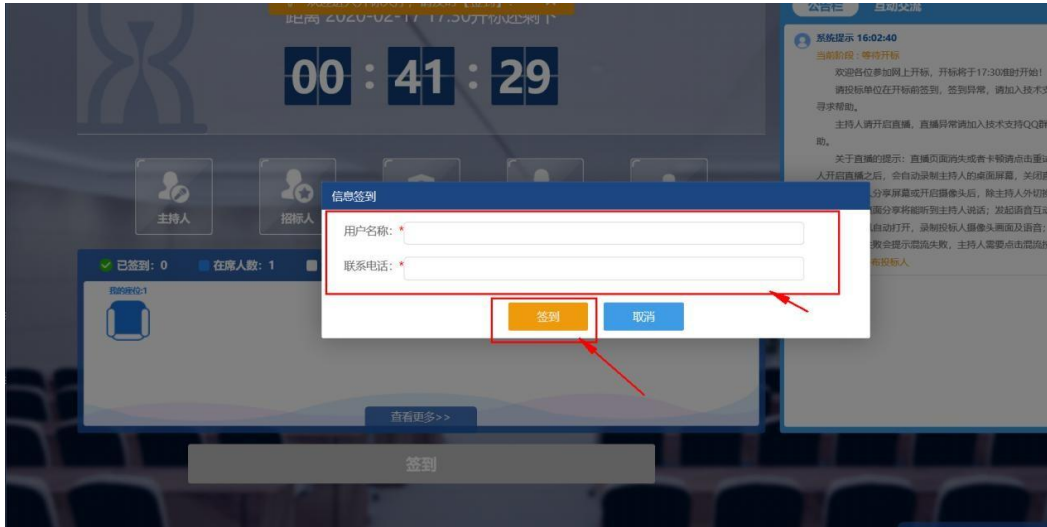 距离 2020-02-17 17:30开标还剩下
00 : 41 : 29
主持人
招标人
已签到: 0 在席人数: 1
我的座位:1
查看更多>>
签到
信息签到
用户名称: *
联系电话: *
签到 取消
公告栏 互动交流
系统提示 16:02:40
当前阶段 : 等待开标
欢迎各位参加网上开标，开标将于17:30准时开始!
请投标单位在开标前签到，签到异常，请加入技术支
寻求帮助。
主持人请开启直播，直播异常请加入技术支持QQ群
助。
关于直播的提示: 直播页面消失或者卡顿请点击重
人开启直播之后，会自动录制主持人的桌面屏幕，关闭
分享屏幕或开启摄像头后，除主持人外切
面分享将能听到主持人说话; 发起语音互
自动打开，录制投标人摄像头画面及语音;
败会提示混流失败，主持人需要点击混流
投标人